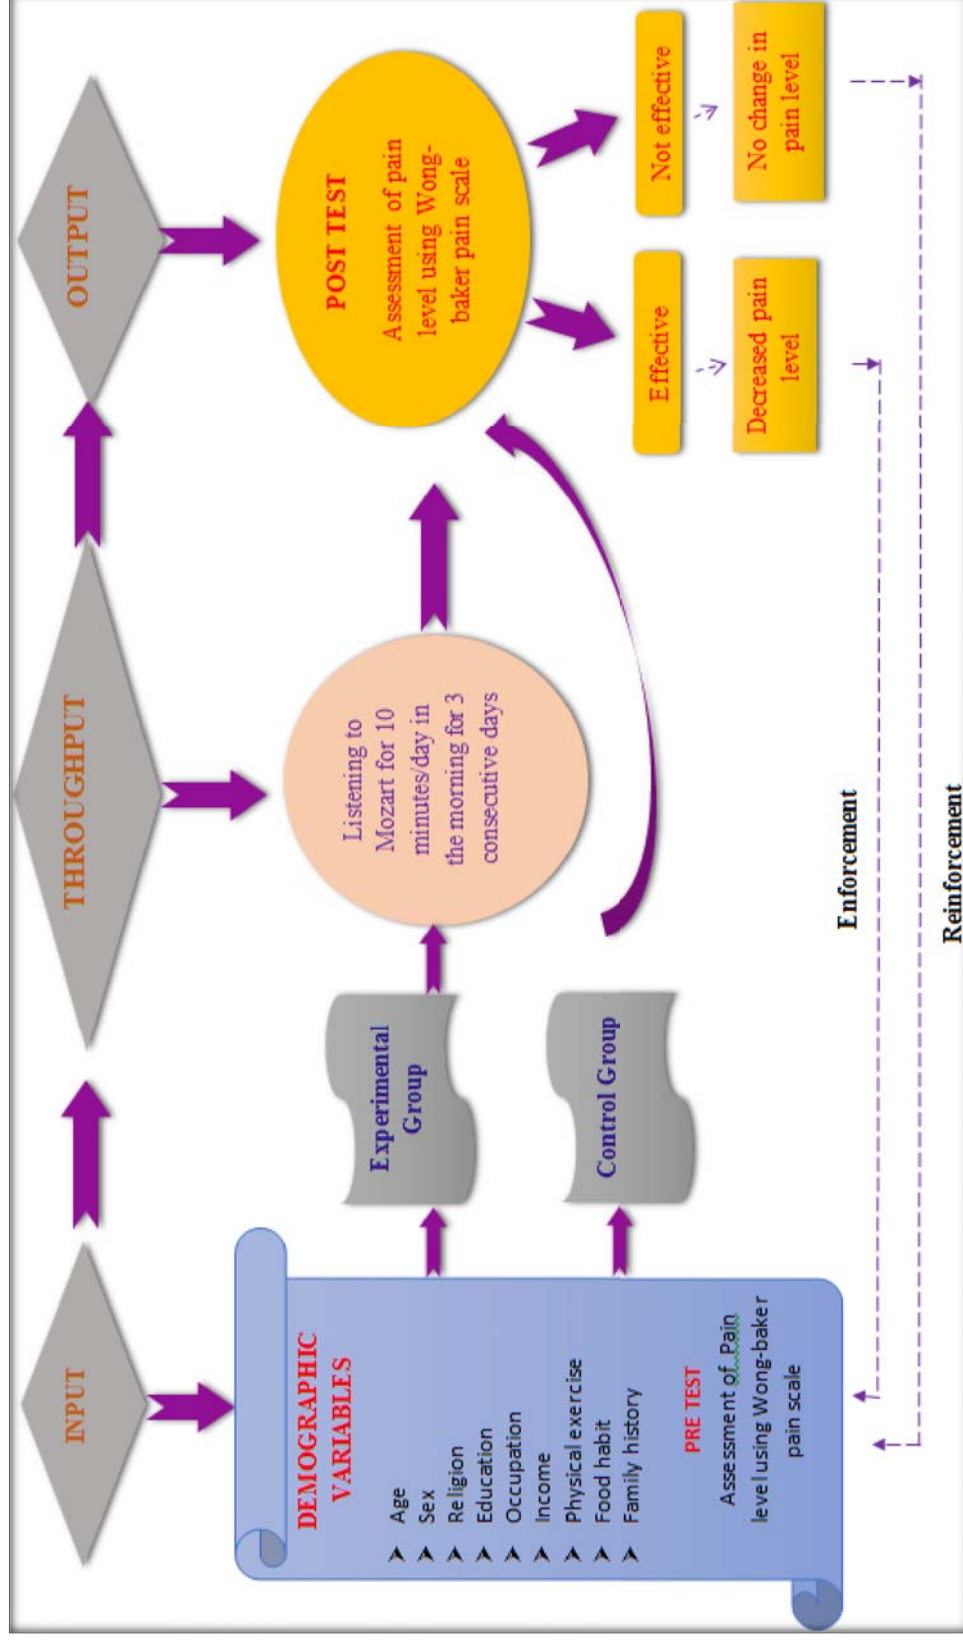 INPUT
THROUGHPUT
OUTPUT
DEMOGRAPHIC
VARIABLES
Age
Sex
Religion
Education
Occupation
Income
Physical exercise
Food habit
Family history
PRE TEST
Assessment of Pain
level using Wong-baker
pain scale
Experimental
Group
Control Group
Listening to
Mozart for 10
minutes/day in
the morning for 3
consecutive days
POST TEST
Assessment of pain
level using Wong-
baker pain scale
Effective
Not effective
Decreased pain
level
No change in
pain level
Enforcement
Reinforcement